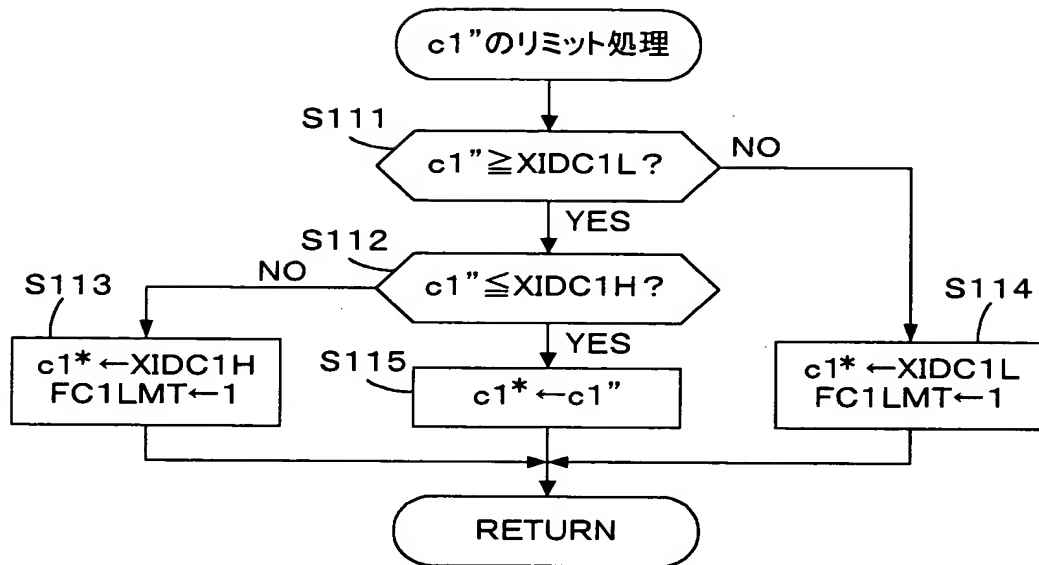 c1”のリミット処理
S111
c1”≧XIDC1L?
NO
YES
S112
c1”≦XIDC1H?
NO
S113
S114
YES
c1*←XIDC1H
FC1LMT←1
S115
c1*←c1”
c1*←XIDC1L
FC1LMT←1
RETURN